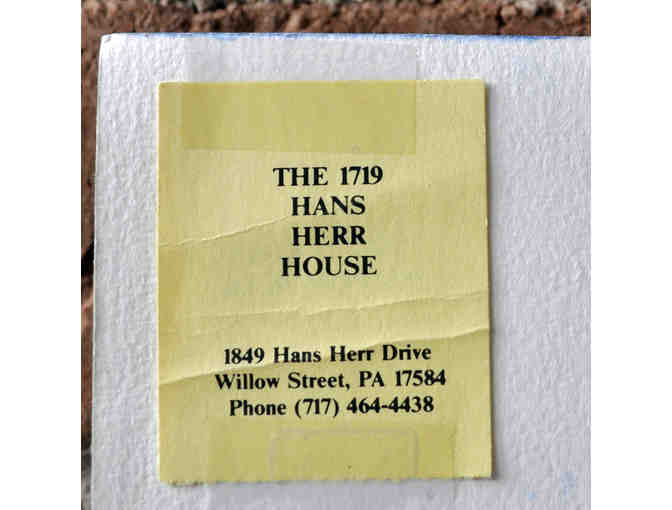 THE 1719
HANS
HERR
HOUSE
1849 Hans Herr Drive
Willow Street, PA 17584
Phone (717) 464-4438